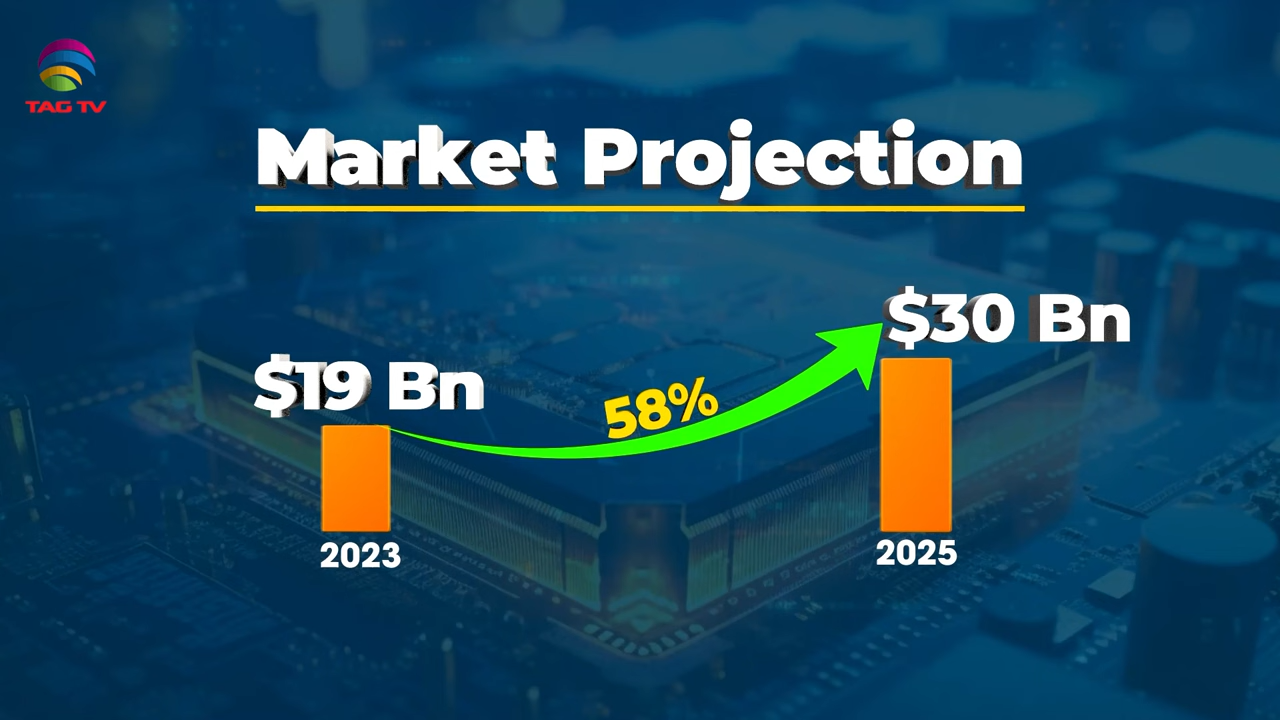 TAG TV
Market Projection
$30 Bn
$19 Bn
58%
2023
2025